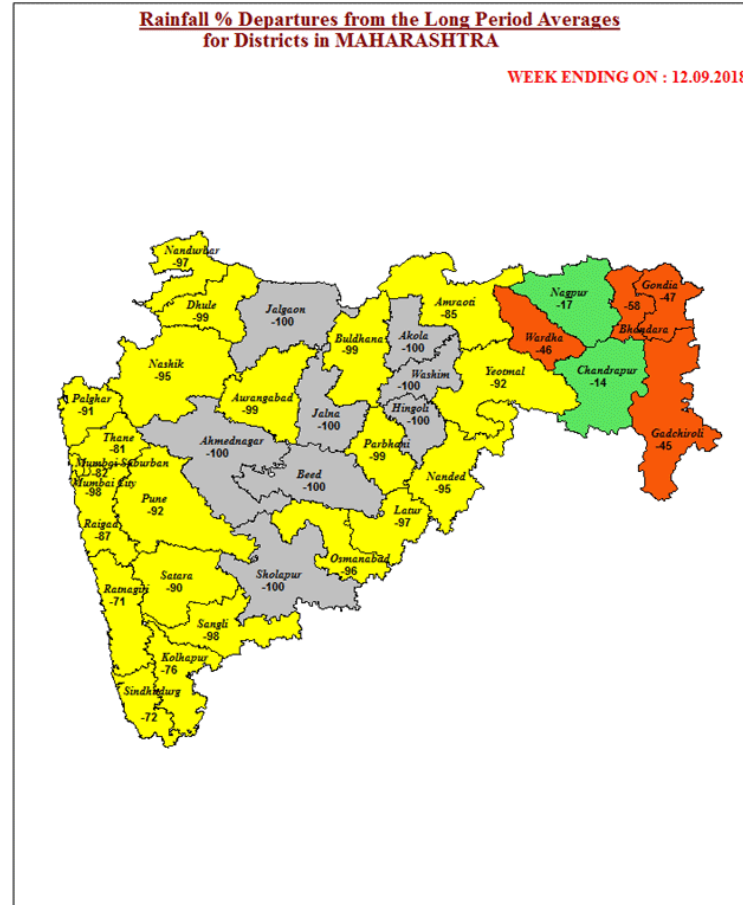 Rainfall % Departures from the Long Period Averages
for Districts in MAHARASHTRA
WEEK ENDING ON : 12.09.2018
Nandurbar
-97
Dhule
-99
Jalgaon
-100
Nashik
-95
Buldhana
-99
Akola
-100
Amraoti
-85
Nagpur
-17
Wardha
-46
-58
Bhandara
Gondia
-47
Washim
-100
Yeotmal
-92
Chandrapur
-14
Gadchiroli
-45
Palghar
-91
Aurangabad
-99
Jalna
-100
Hingoli
-100
Thane
-81
Ahmednagar
-100
Parbhani
-99
Mumbai Suburban
-82
Mumbai City
-98
Pune
-92
Beed
-100
Nanded
-95
Latur
-97
Raigad
-87
Osmanabad
-96
Satara
-90
Sholapur
-100
Ratnagiri
-71
Sangli
-98
Kolhapur
-76
Sindhudurg
-72